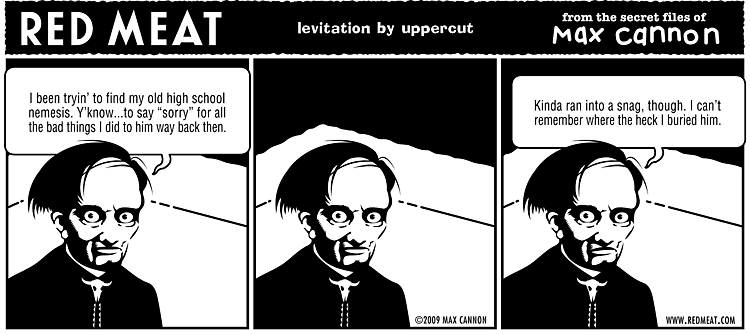 RED MEAT
levitation by uppercut
from the secret files of
Max cannon
I been tryin' to find my old high school
nemesis. Y'know...to say “sorry” for all
the bad things I did to him way back then.
©2009 MAX CANNON
Kinda ran into a snag, though. I can't
remember where the heck I buried him.
WWW.REDMEAT.COM